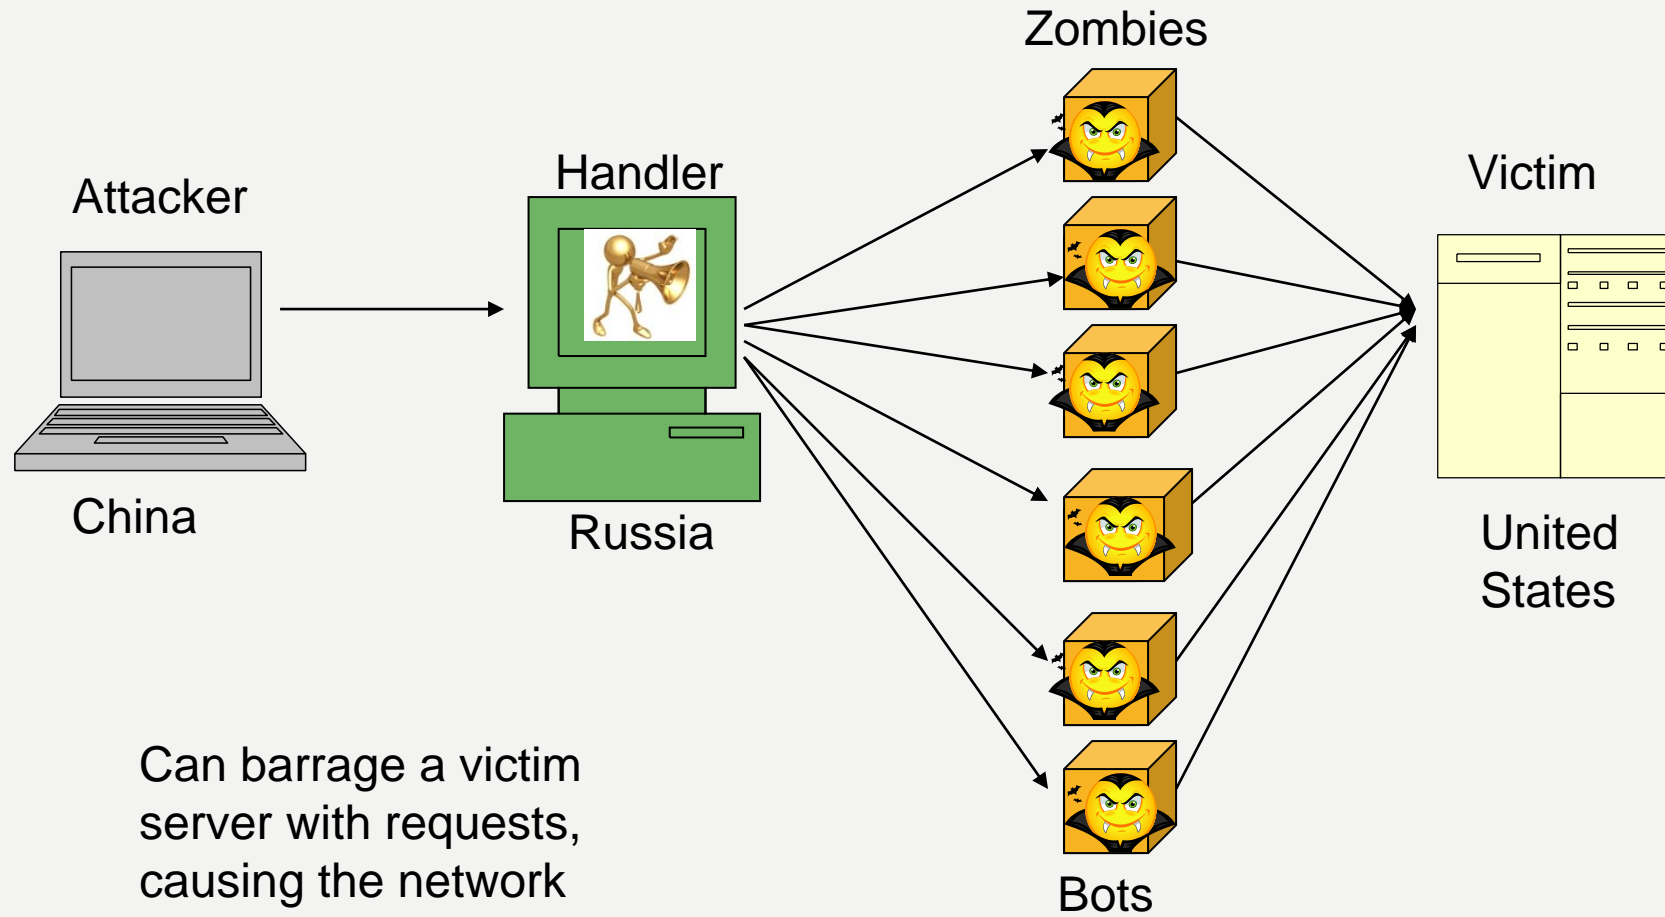 Zombies
Attacker
Handler
Victim
China
Russia
United
States
Can barrage a victim
server with requests,
causing the network
Bots